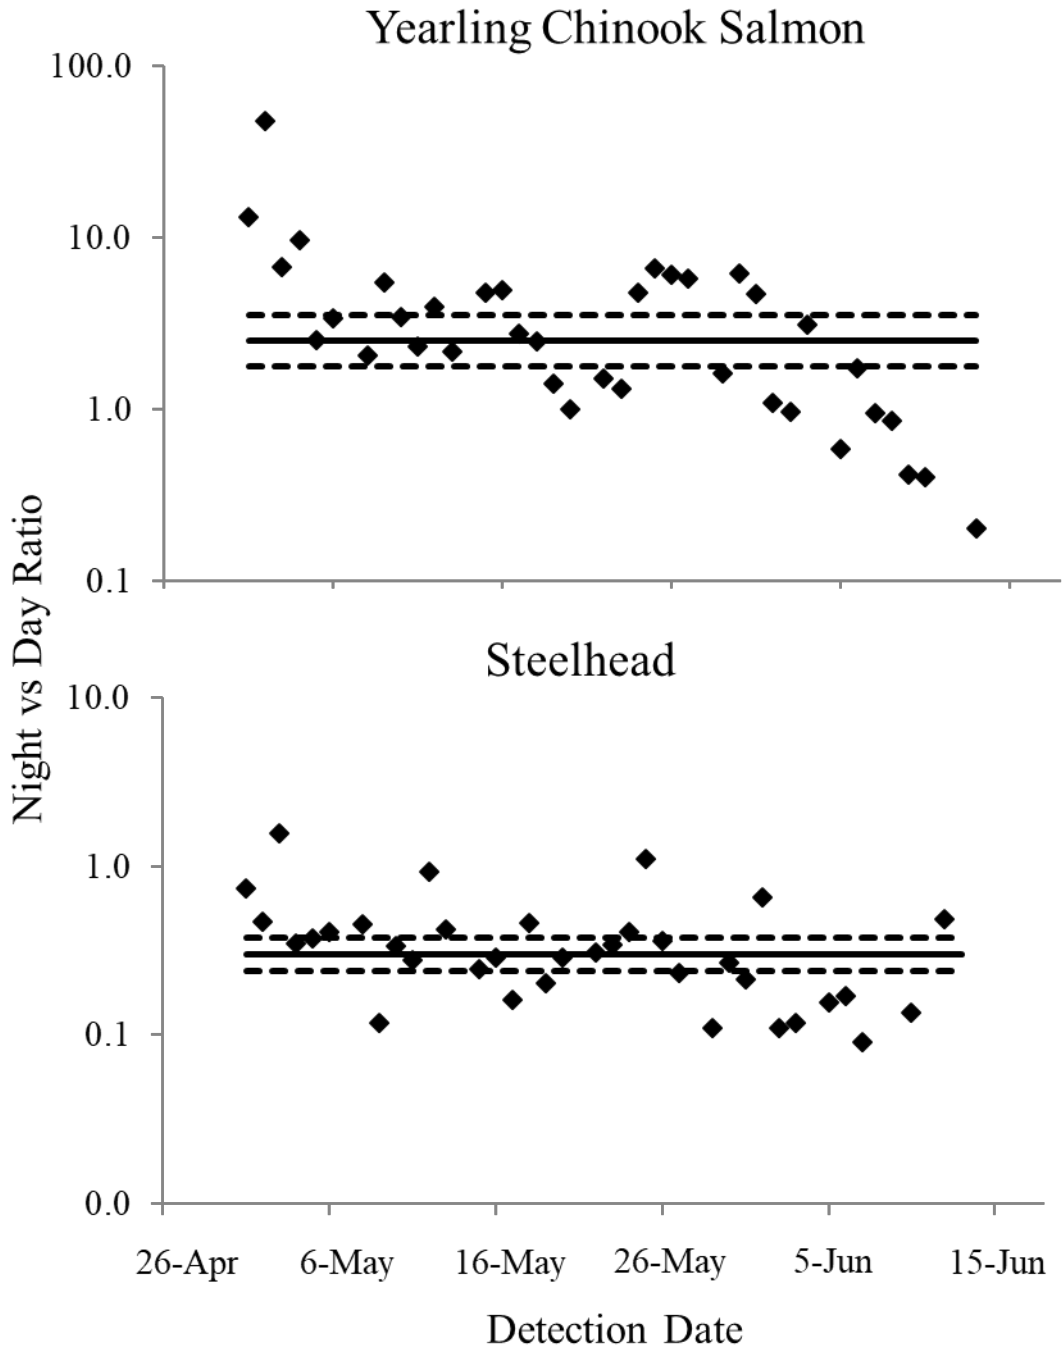 Yearling Chinook Salmon
100.0
10.0
1.0
0.1
Night vs Day Ratio
Steelhead
10.0
1.0
0.1
0.0
26-Apr 6-May 16-May 26-May 5-Jun 15-Jun
Detection Date